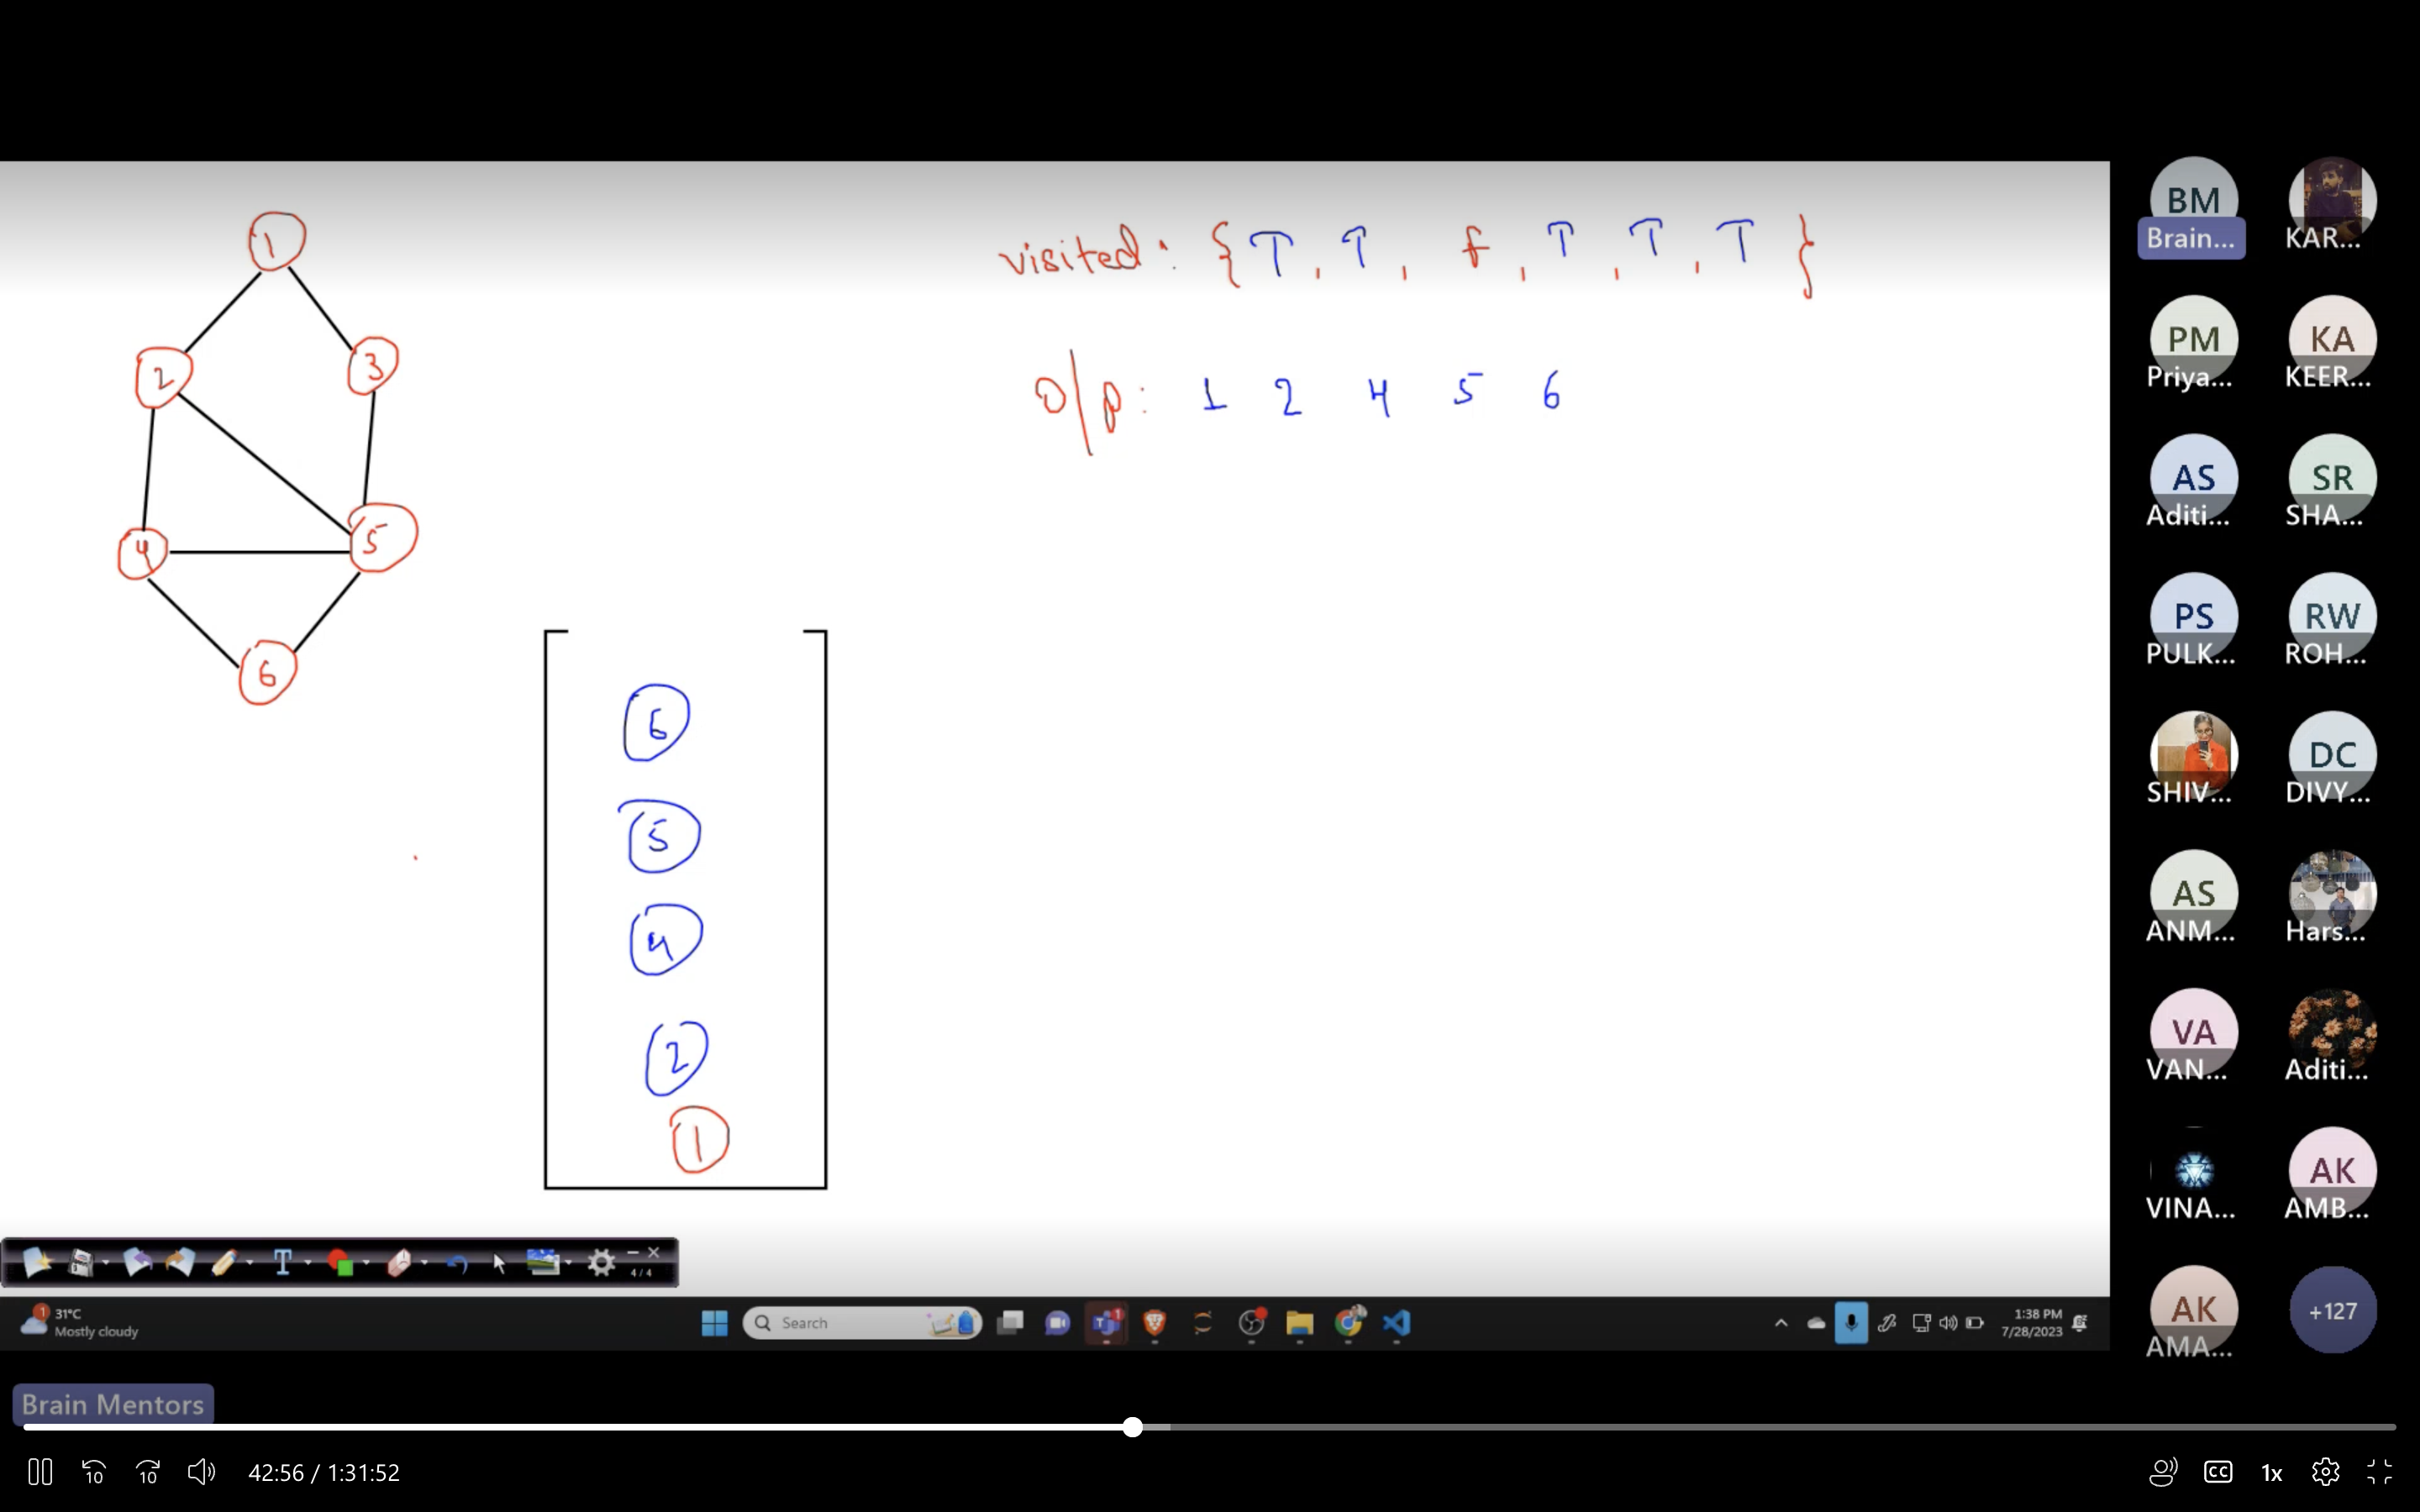 visited: {T, T, f, T, T, T}
O/p: 1 2 4 5 6
1
2
3
4
5
6
6
5
4
2
1
BM
Brain...
KAR...
PM
Priya...
KA
KEER...
AS
Aditi...
SR
SHA...
PS
PULK...
RW
ROH...
SHIV...
DC
DIVY...
AS
ANM...
Hars...
VA
VAN...
Aditi...
VINA...
AK
AMB...
AK
AMA...
+127
T
4/4
1
31°C
Mostly cloudy
Search
1
1:38 PM
7/28/2023
Brain Mentors
10
10
42:56 / 1:31:52
CC
1x